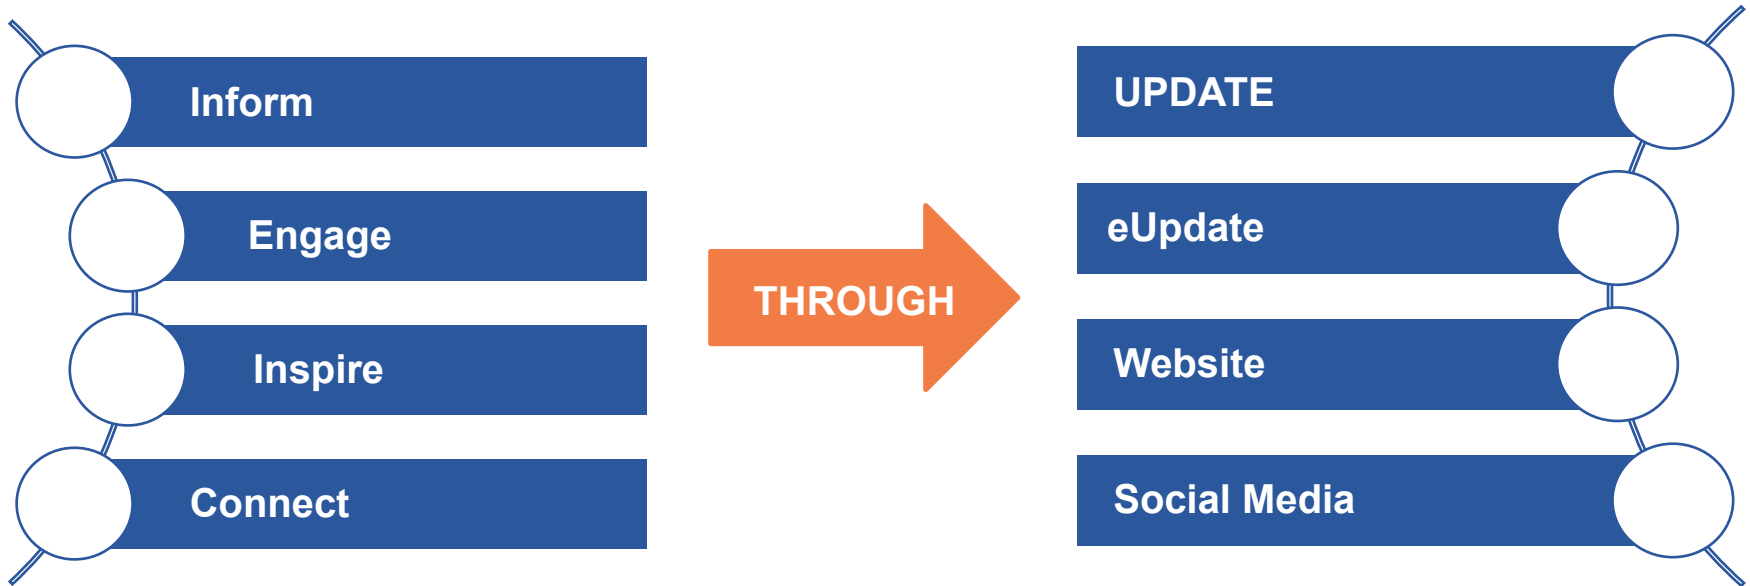 Inform
Engage
Inspire
Connect
THROUGH
UPDATE
eUpdate
Website
Social Media